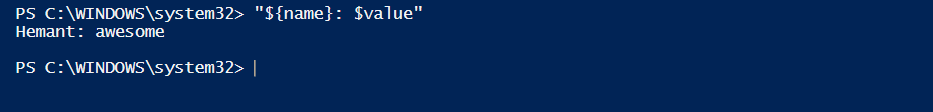 PS C:\WINDOWS\system32> "${name}: $value"
Hemant: awesome
PS C:\WINDOWS\system32>